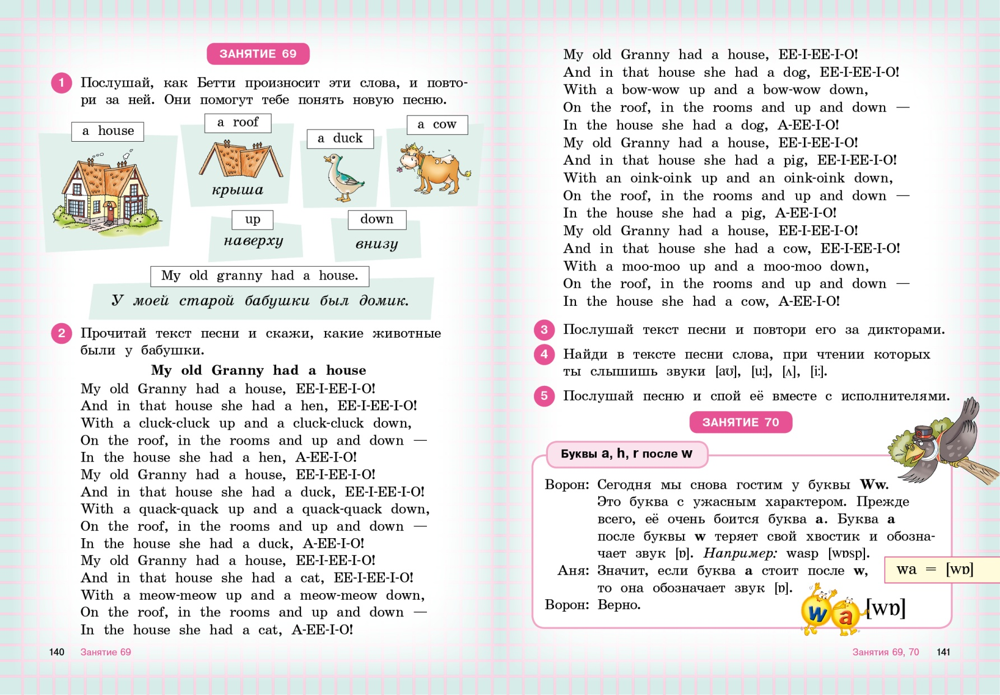 ЗАНЯТИЕ 69
1 Послушай, как Бетти произносит эти слова, и повто-
ри за ней. Они помогут тебе понять новую песню.
a house
a roof
крыша
a duck
a cow
up
наверху
down
внизу
My old granny had a house.
У моей старой бабушки был домик.
2 Прочитай текст песни и скажи, какие животные
были у бабушки.
My old Granny had a house
My old Granny had a house, EE-I-EE-I-O!
And in that house she had a hen, EE-I-EE-I-O!
With a cluck-cluck up and a cluck-cluck down,
On the roof, in the rooms and up and down —
In the house she had a hen, A-EE-I-O!
My old Granny had a house, EE-I-EE-I-O!
And in that house she had a duck, EE-I-EE-I-O!
With a quack-quack up and a quack-quack down,
On the roof, in the rooms and up and down —
In the house she had a duck, A-EE-I-O!
My old Granny had a house, EE-I-EE-I-O!
And in that house she had a cat, EE-I-EE-I-O!
With a meow-meow up and a meow-meow down,
On the roof, in the rooms and up and down —
In the house she had a cat, A-EE-I-O!
140 Занятие 69
My old Granny had a house, EE-I-EE-I-O!
And in that house she had a dog, EE-I-EE-I-O!
With a bow-wow up and a bow-wow down,
On the roof, in the rooms and up and down —
In the house she had a dog, A-EE-I-O!
My old Granny had a house, EE-I-EE-I-O!
And in that house she had a pig, EE-I-EE-I-O!
With an oink-oink up and an oink-oink down,
On the roof, in the rooms and up and down —
In the house she had a pig, A-EE-I-O!
My old Granny had a house, EE-I-EE-I-O!
And in that house she had a cow, EE-I-EE-I-O!
With a moo-moo up and a moo-moo down,
On the roof, in the rooms and up and down —
In the house she had a cow, A-EE-I-O!
3 Послушай текст песни и повтори его за дикторами.
4 Найди в тексте песни слова, при чтении которых
ты слышишь звуки [aʊ], [u:], [ʌ], [i:].
5 Послушай песню и спой её вместе с исполнителями.
ЗАНЯТИЕ 70
Буквы a, h, r после w
Ворон: Сегодня мы снова гостим у буквы Ww.
Это буква с ужасным характером. Прежде
всего, её очень боится буква a. Буква a
после буквы w теряет свой хвостик и обозна-
чает звук [ɒ]. Например: wasp [wɒsp].
Аня: Значит, если буква a стоит после w,
то она обозначает звук [ɒ].
Ворон: Верно.
wa = [wɒ]
w a [wɒ]
Занятия 69, 70 141